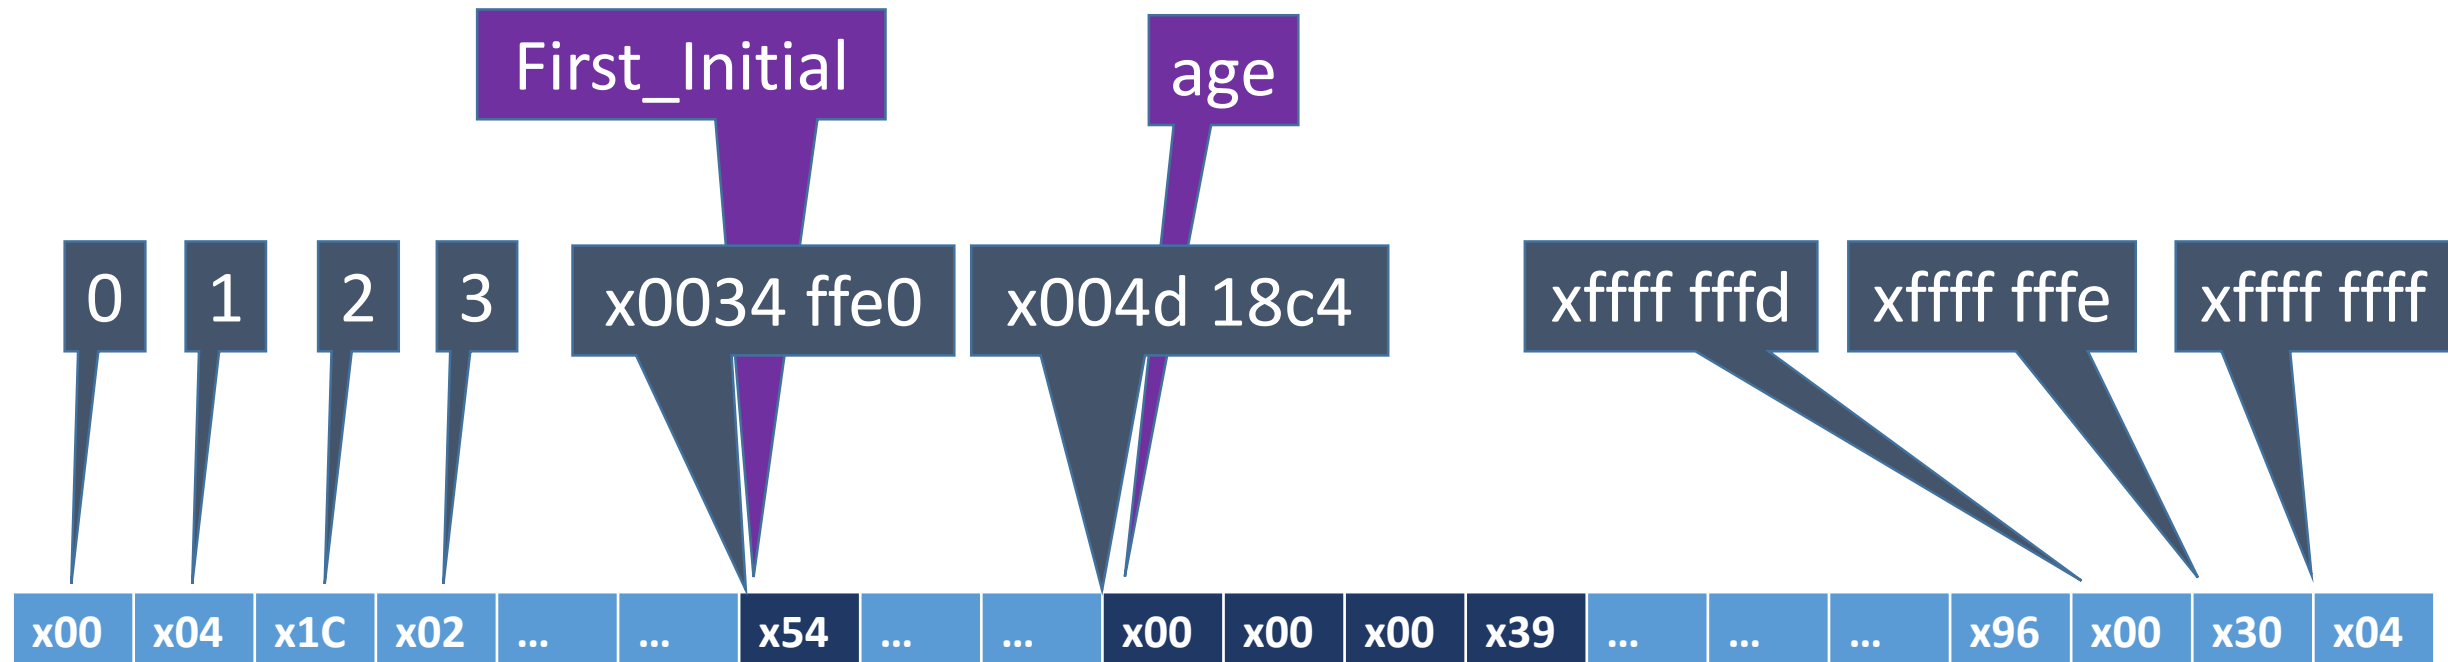 First_Initial age
0 1 2 3 x0034 ffe0 x004d 18c4 xffff fffd xffff fffe xffff ffff
x00 x04 x1C x02 ... ... x54 ... ... x00 x00 x00 x39 ... ... ... x96 x00 x30 x04